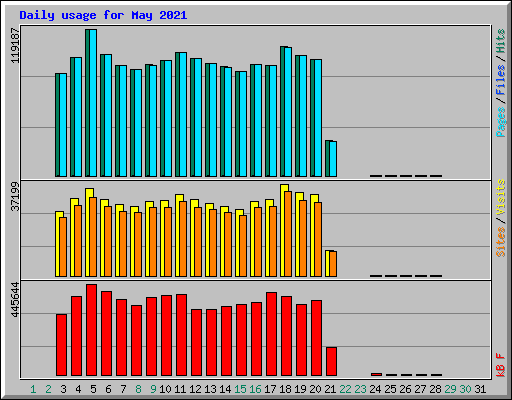 Daily usage for May 2021
119187
Pages / Files / Hits
37199
Sites / Visits
445644
kB F
1 2 3 4 5 6 7 8 9 10 11 12 13 14 15 16 17 18 19 20 21 22 23 24 25 26 27 28 29 30 31